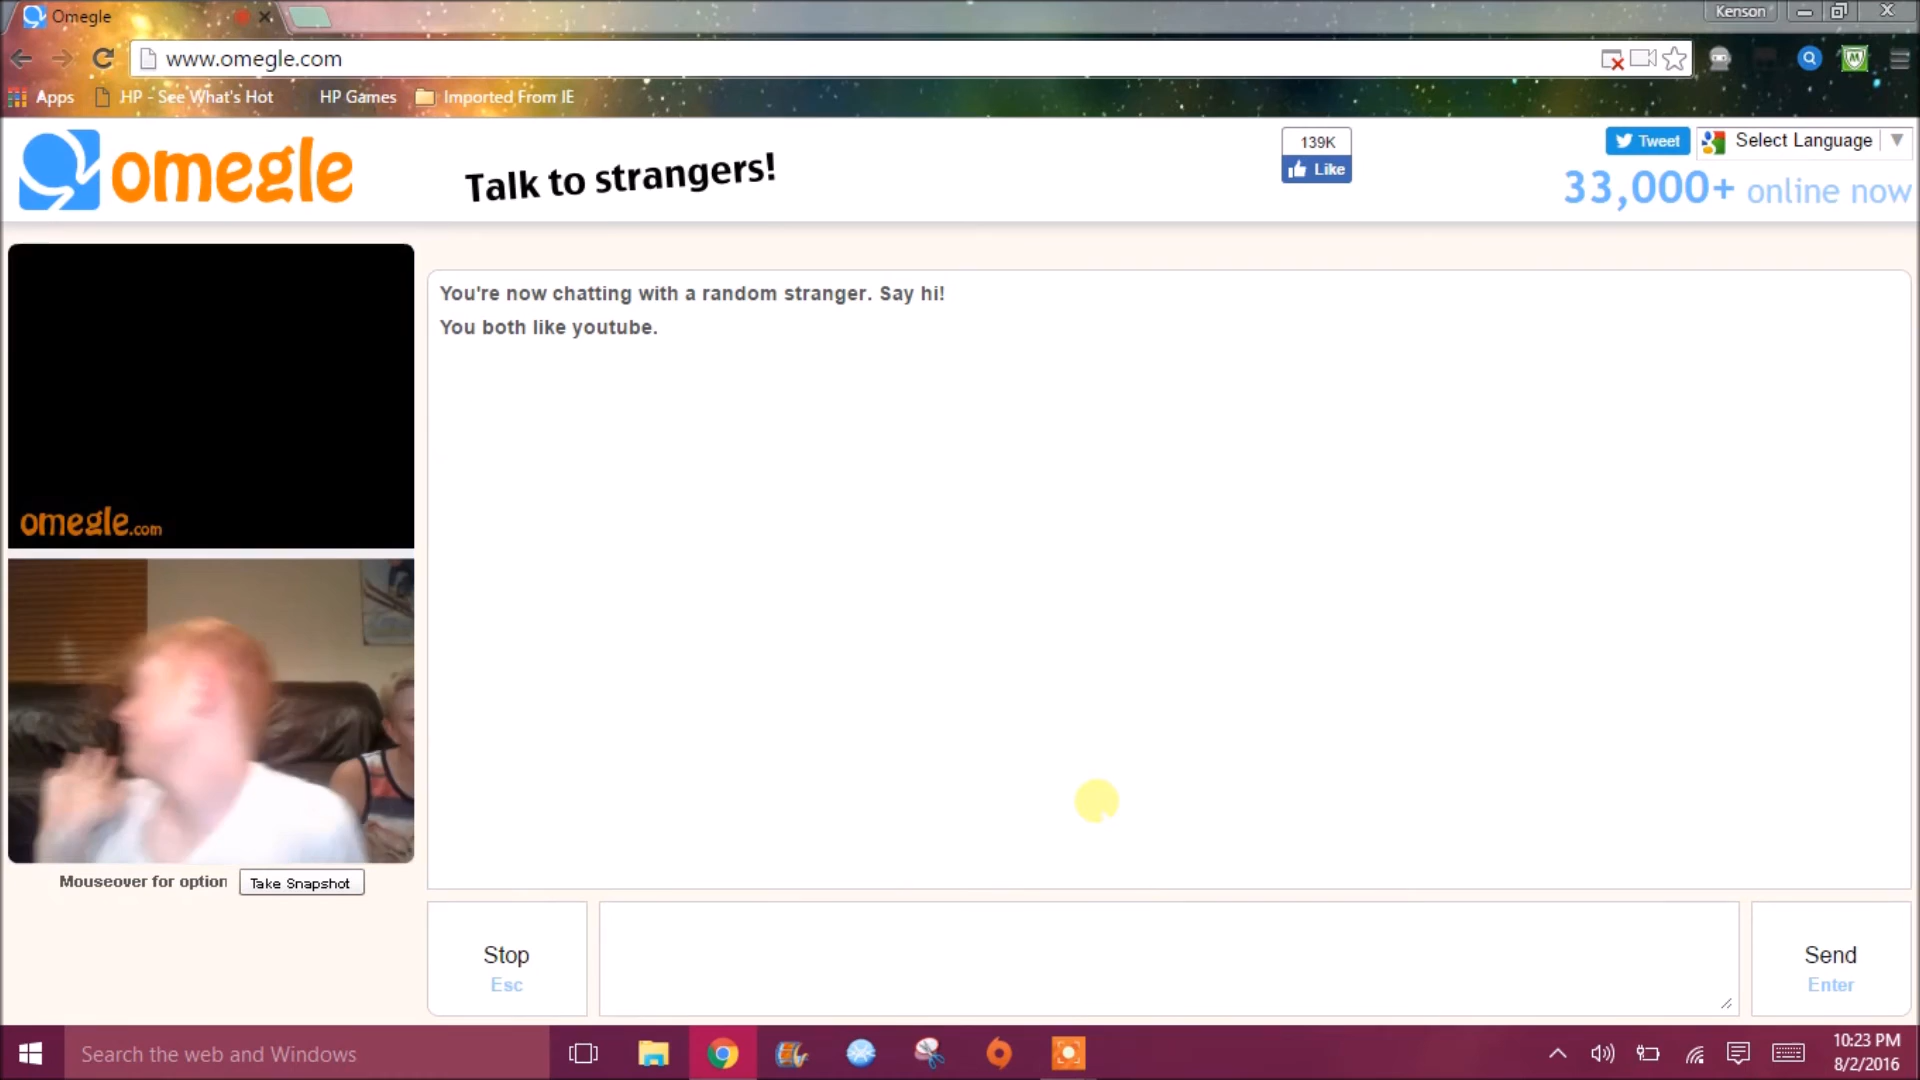 Omegle
Kenson
www.omegle.com
Apps
HP - See What's Hot
HP Games
Imported From IE
omegle
Talk to strangers!
139K
Like
Tweet
Select Language
33,000+ online now
You're now chatting with a random stranger. Say hi!
You both like youtube.
omegle.com
Mouseover for option
Take Snapshot
Stop
Esc
Send
Enter
Search the web and Windows
10:23 PM
8/2/2016